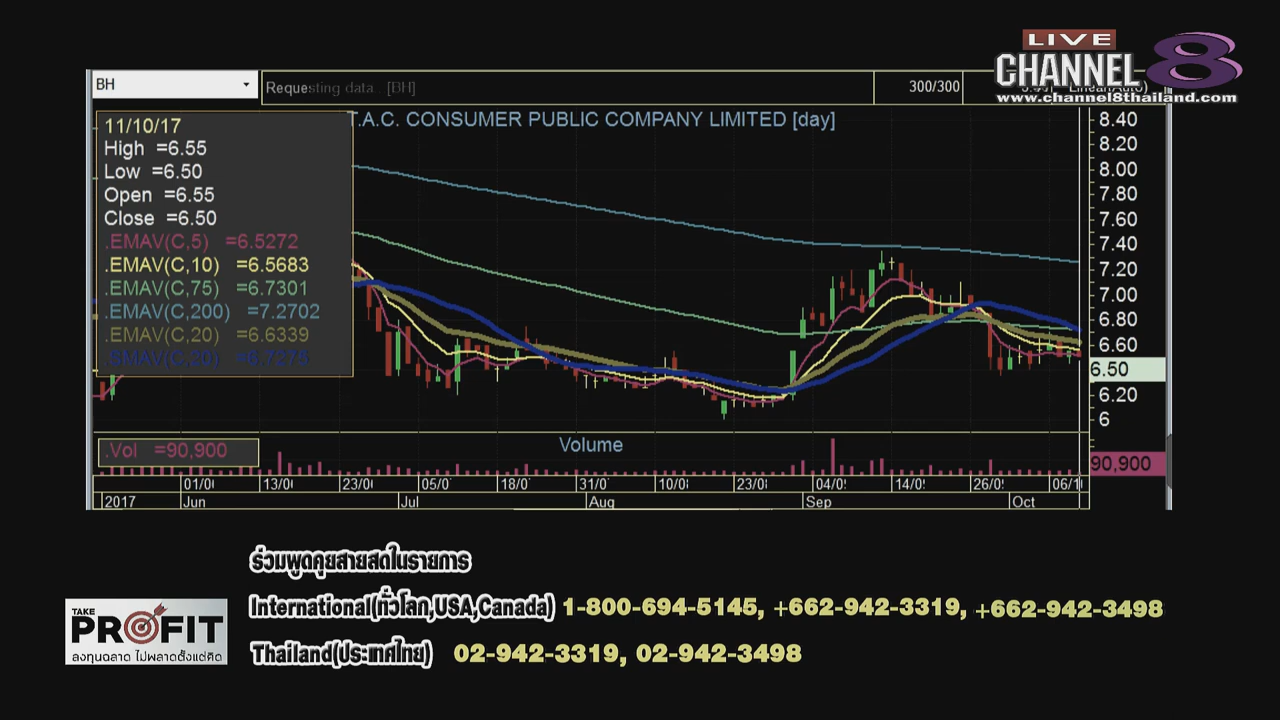 LIVE
CHANNEL 8
www.channel8thailand.com
BH
Requesting data.. [BH]
300/300
T.A.C. CONSUMER PUBLIC COMPANY LIMITED [day]
11/10/17
High =6.55
Low =6.50
Open =6.55
Close =6.50
.EMAV(C,5) =6.5272
.EMAV(C,10) =6.5683
.EMAV(C,75) =6.7301
.EMAV(C,200) =7.2702
.EMAV(C,20) =6.6339
.SMAV(C,20) =6.7275
8.40
8.20
8.00
7.80
7.60
7.40
7.20
7.00
6.80
6.60
6.50
6.20
6
.Vol =90,900
Volume
90,900
01/0 13/0 23/0 05/0 18/0 31/0 10/0 23/0 04/0 14/0 26/0 06/1
2017 Jun Jul Aug Sep Oct
ร่วมพูดคุยสายสดในรายการ
International(ทั่วโลก,USA,Canada) 1-800-694-5145, +662-942-3319, +662-942-3498
Thailand(ประเทศไทย) 02-942-3319, 02-942-3498
TAKE
PROFIT
ลงทุนฉลาด ไม่พลาดตั้งแต่คิด